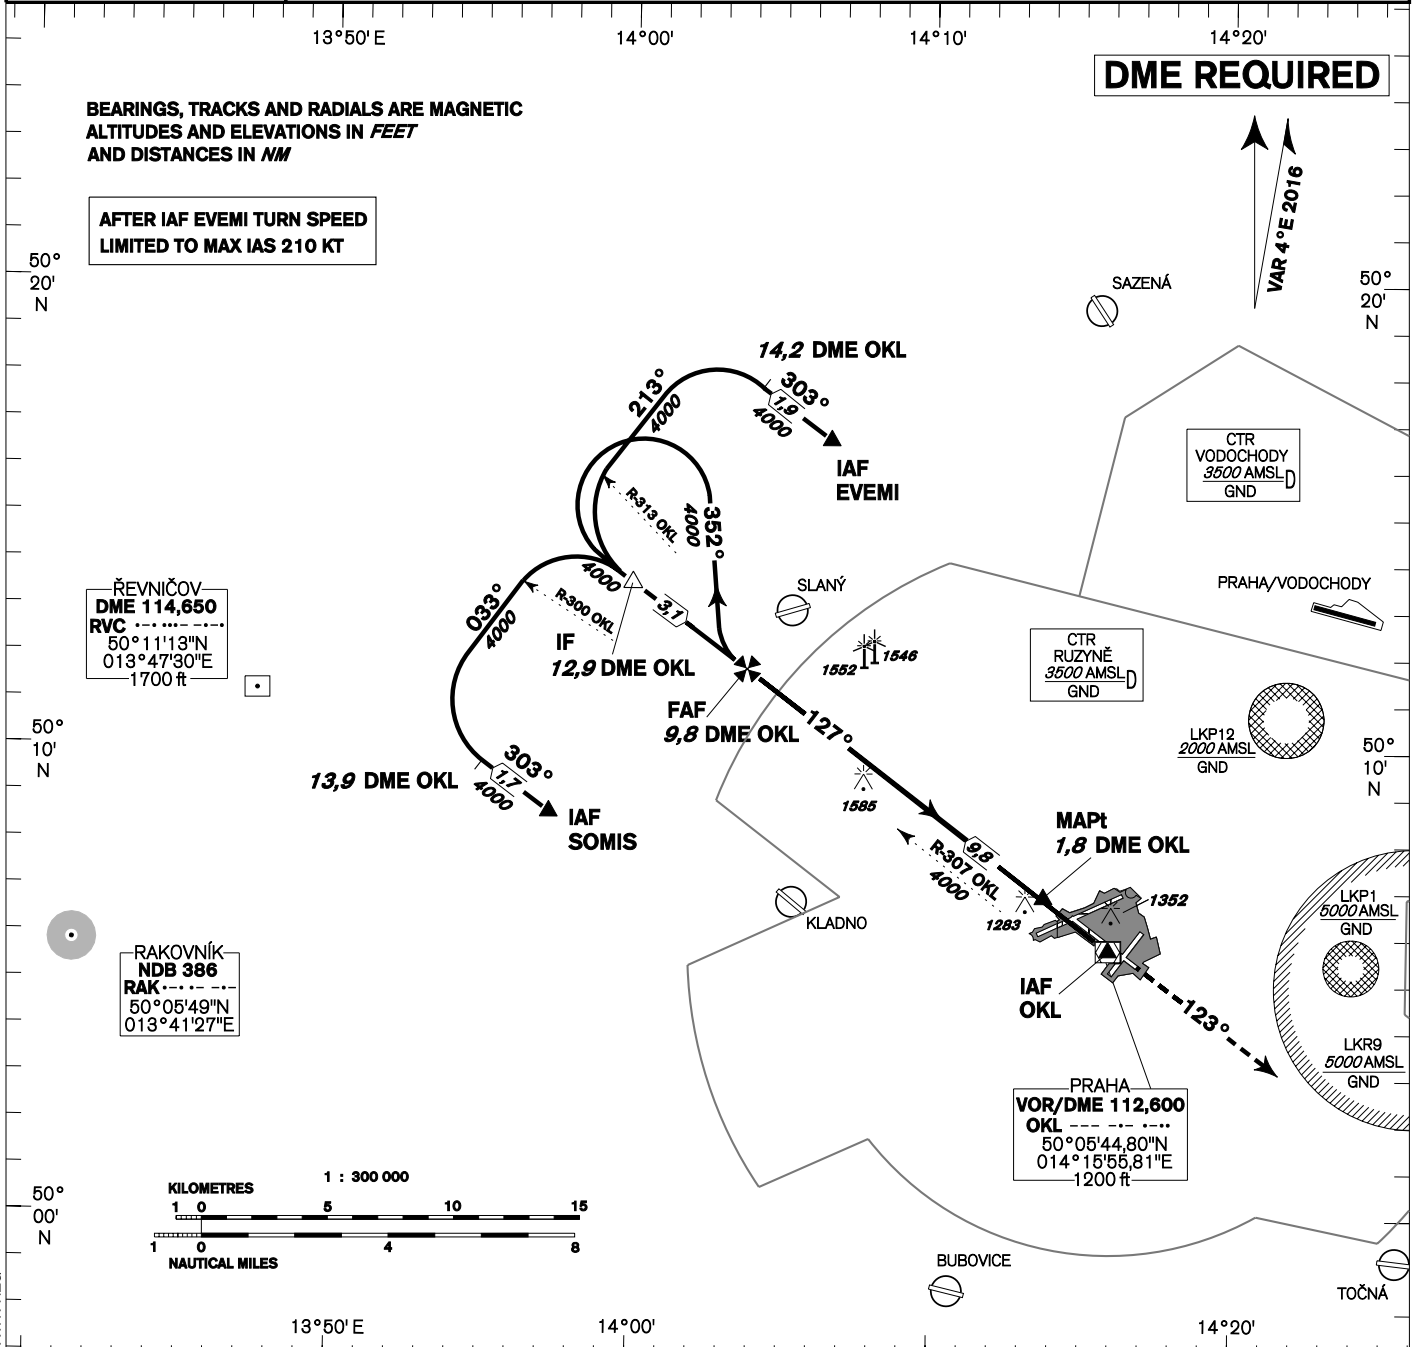 13°50' E
14°00'
14°10'
14°20'
DME REQUIRED
BEARINGS, TRACKS AND RADIALS ARE MAGNETIC
ALTITUDES AND ELEVATIONS IN FEET
AND DISTANCES IN NM
VAR 4°E 2016
AFTER IAF EVEMI TURN SPEED
LIMITED TO MAX IAS 210 KT
50°
20'
N
50°
20'
N
SAZENÁ
14,2 DME OKL
303°
1,9
4000
213°
4000
IAF
EVEMI
CTR
VODOCHODY
3500 AMSL D
GND
R-313 OKL
352°
4000
4000
033°
4000
R-300 OKL
3,1
SLANÝ
PRAHA/VODOCHODY
ŘEVNIČOV
DME 114,650
RVC
50°11'13"N
013°47'30"E
1700 ft
IF
12,9 DME OKL
1552
1546
CTR
RUZYNĚ
3500 AMSL D
GND
FAF
9,8 DME OKL
127°
LKP12
2000 AMSL
GND
50°
10'
N
50°
10'
N
13,9 DME OKL
303°
1,7
4000
IAF
SOMIS
1585
MAPt
1,8 DME OKL
9,8
R-307 OKL
4000
KLADNO
1283
1352
LKP1
5000 AMSL
GND
RAKOVNÍK
NDB 386
RAK
50°05'49"N
013°41'27"E
IAF
OKL
123°
LKR9
5000 AMSL
GND
PRAHA
VOR/DME 112,600
OKL
50°05'44,80"N
014°15'55,81"E
1200 ft
1 : 300 000
KILOMETRES
1 0 5 10 15
1 0 4 8
NAUTICAL MILES
50°
00'
N
BUBOVICE
TOČNÁ
13°50' E
14°00'
14°20'